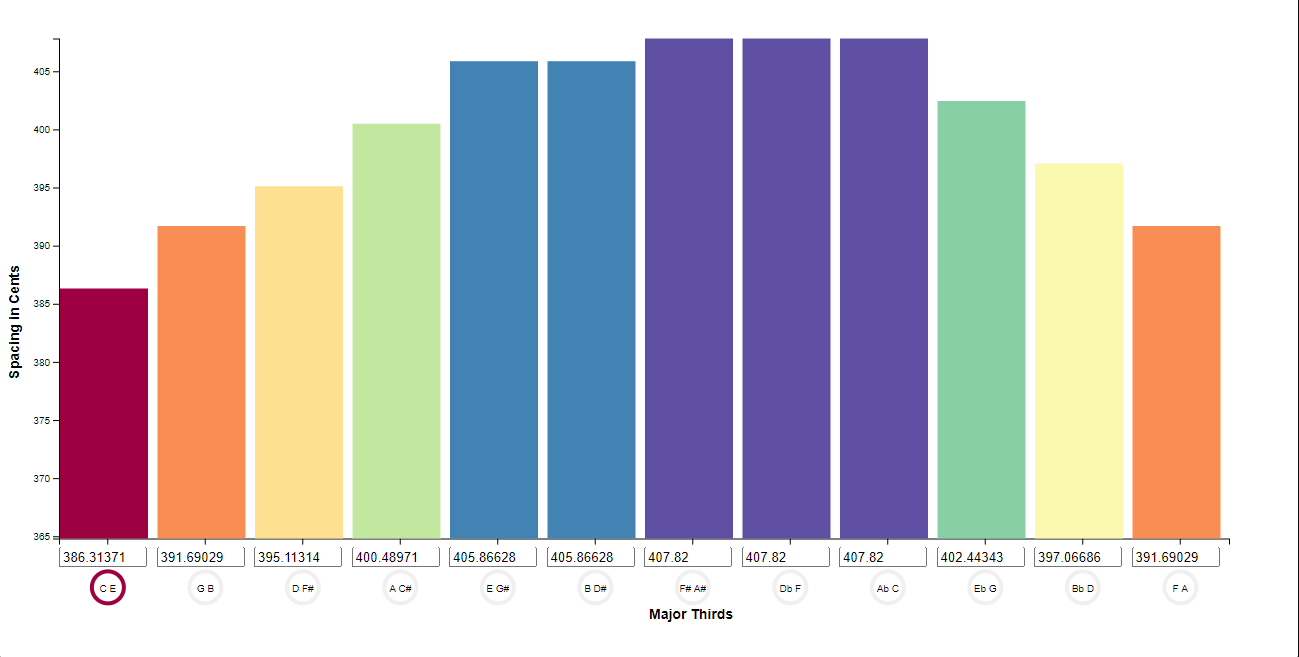 405
400
395
390
385
380
375
370
365
Spacing in Cents
386.31371 391.69029 395.11314 400.48971 405.86628 405.86628 407.82 407.82 407.82 402.44343 397.06686 391.69029
C E G B D F# A C# E G# B D# F# A# Db F Ab C Eb G Bb D F A
Major Thirds